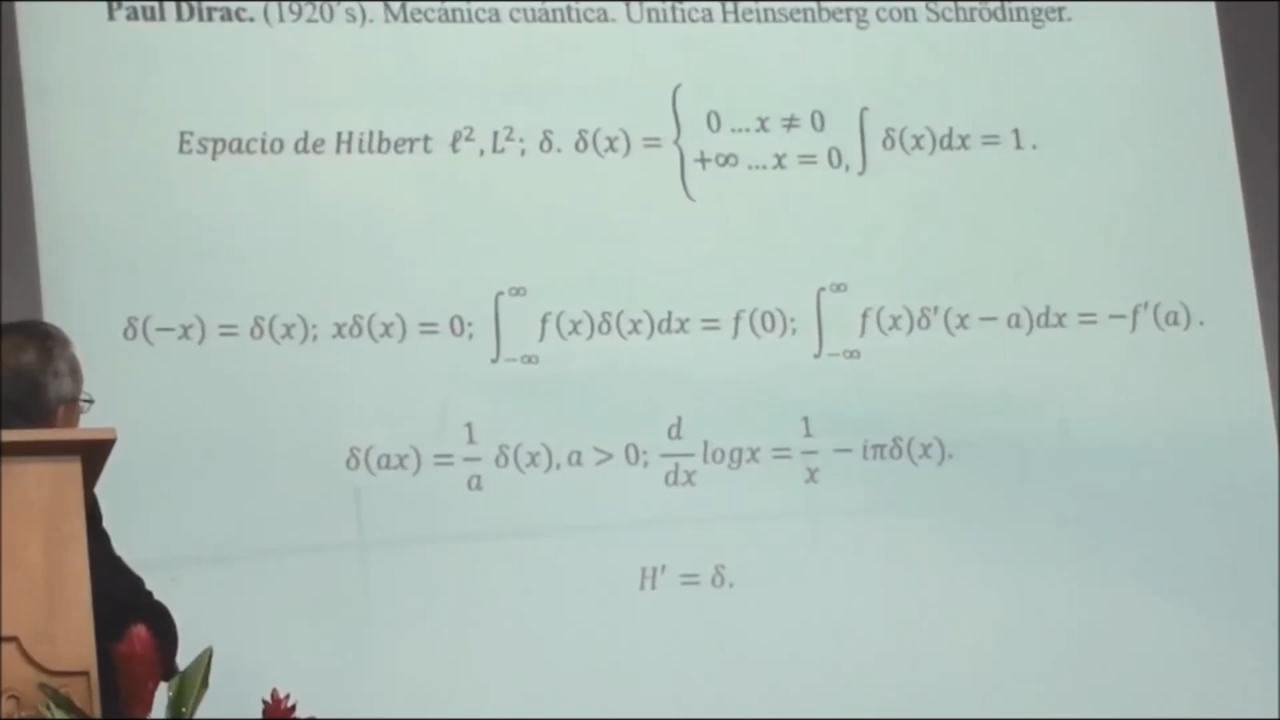 Paul Dirac. (1920´s). Mecánica cuántica. Unifica Heinsenberg con Schrödinger.
Espacio de Hilbert ℓ², L²; δ. δ(x) = { 0 ... x ≠ 0 +∞ ... x = 0, ∫ δ(x)dx = 1.
δ(−x) = δ(x); xδ(x) = 0; ∫_{−∞}^{∞} f(x)δ(x)dx = f(0); ∫_{−∞}^{∞} f(x)δ′(x − a)dx = −f′(a).
δ(ax) = 1/a δ(x), a > 0; d/dx logx = 1/x − iπδ(x).
H′ = δ.